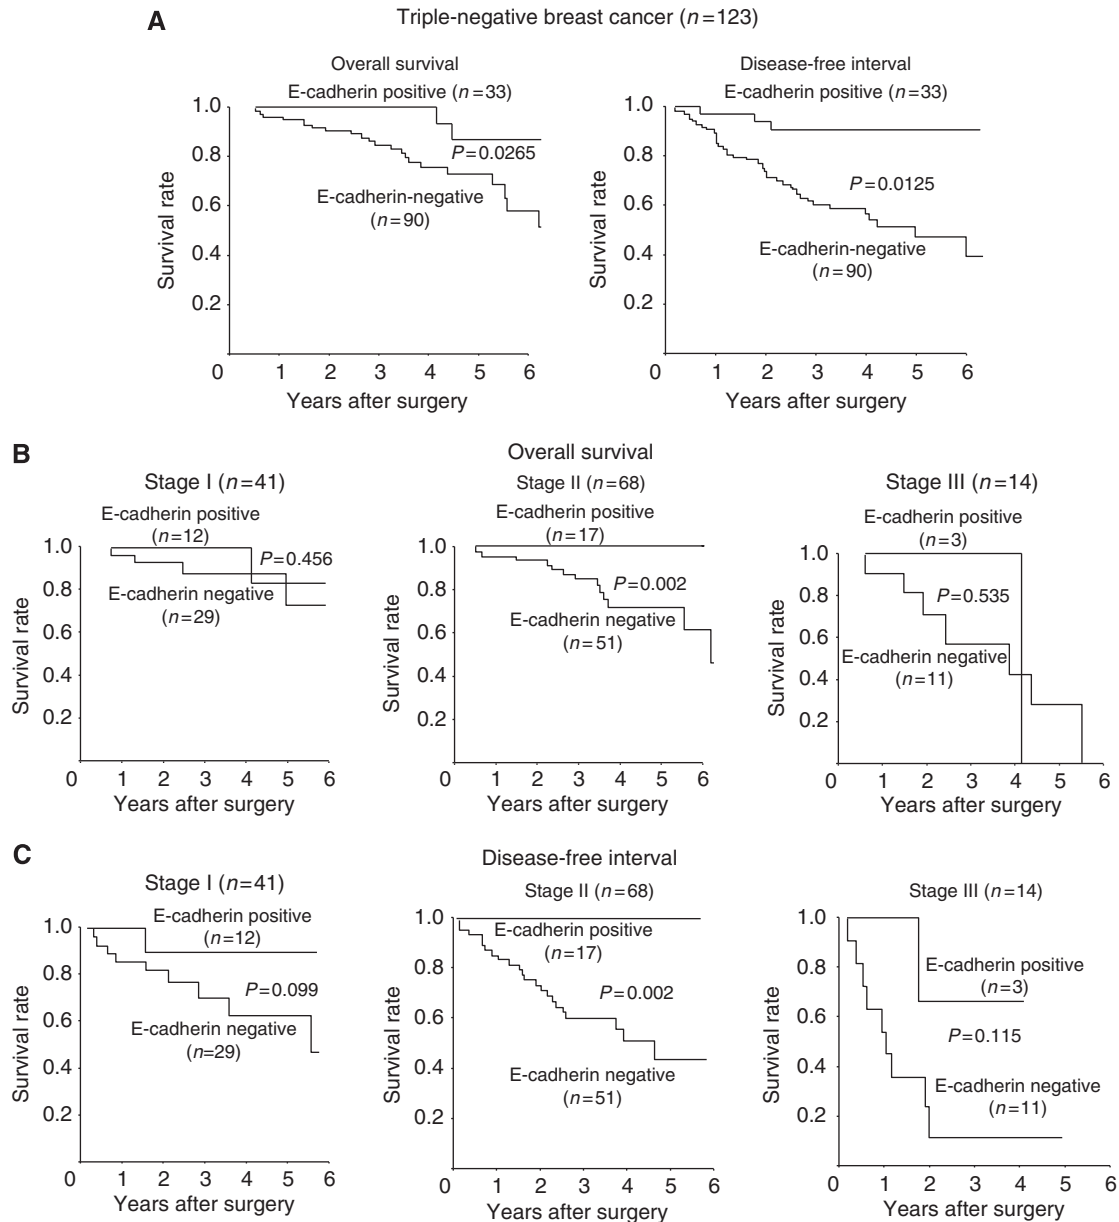 A
Triple-negative breast cancer (n=123)
Overall survival
E-cadherin positive (n=33)
1.0
0.8
0.6
0.4
0.2
Survival rate
P=0.0265
E-cadherin-negative
(n=90)
0 1 2 3 4 5 6
Years after surgery
Disease-free interval
E-cadherin positive (n=33)
1.0
0.8
0.6
0.4
0.2
Survival rate
P=0.0125
E-cadherin-negative
(n=90)
0 1 2 3 4 5 6
Years after surgery
B
Overall survival
Stage I (n=41)
E-cadherin positive
(n=12)
1.0
0.8
0.6
0.4
0.2
Survival rate
P=0.456
E-cadherin negative
(n=29)
0 1 2 3 4 5 6
Years after surgery
Stage II (n=68)
E-cadherin positive
(n=17)
1.0
0.8
0.6
0.4
0.2
Survival rate
P=0.002
E-cadherin negative
(n=51)
0 1 2 3 4 5 6
Years after surgery
Stage III (n=14)
E-cadherin positive
(n=3)
1.0
0.8
0.6
0.4
0.2
Survival rate
P=0.535
E-cadherin negative
(n=11)
0 1 2 3 4 5 6
Years after surgery
C
Disease-free interval
Stage I (n=41)
E-cadherin positive
(n=12)
1.0
0.8
0.6
0.4
0.2
Survival rate
P=0.099
E-cadherin negative
(n=29)
0 1 2 3 4 5 6
Years after surgery
Stage II (n=68)
E-cadherin positive
(n=17)
1.0
0.8
0.6
0.4
0.2
Survival rate
P=0.002
E-cadherin negative
(n=51)
0 1 2 3 4 5 6
Years after surgery
Stage III (n=14)
1.0
0.8
0.6
0.4
0.2
Survival rate
E-cadherin positive
(n=3)
P=0.115
E-cadherin negative
(n=11)
0 1 2 3 4 5 6
Years after surgery